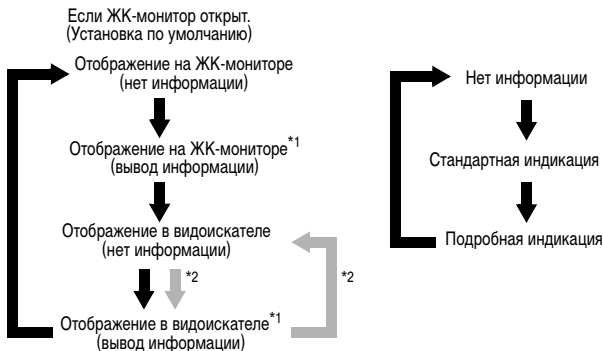 Если ЖК-монитор открыт.
(Установка по умолчанию)
Отображение на ЖК-мониторе
(нет информации)
Отображение на ЖК-мониторе*1
(вывод информации)
Отображение в видоискателе
(нет информации)
*2
*2
Отображение в видоискателе*1
(вывод информации)
Нет информации
Стандартная индикация
Подробная индикация